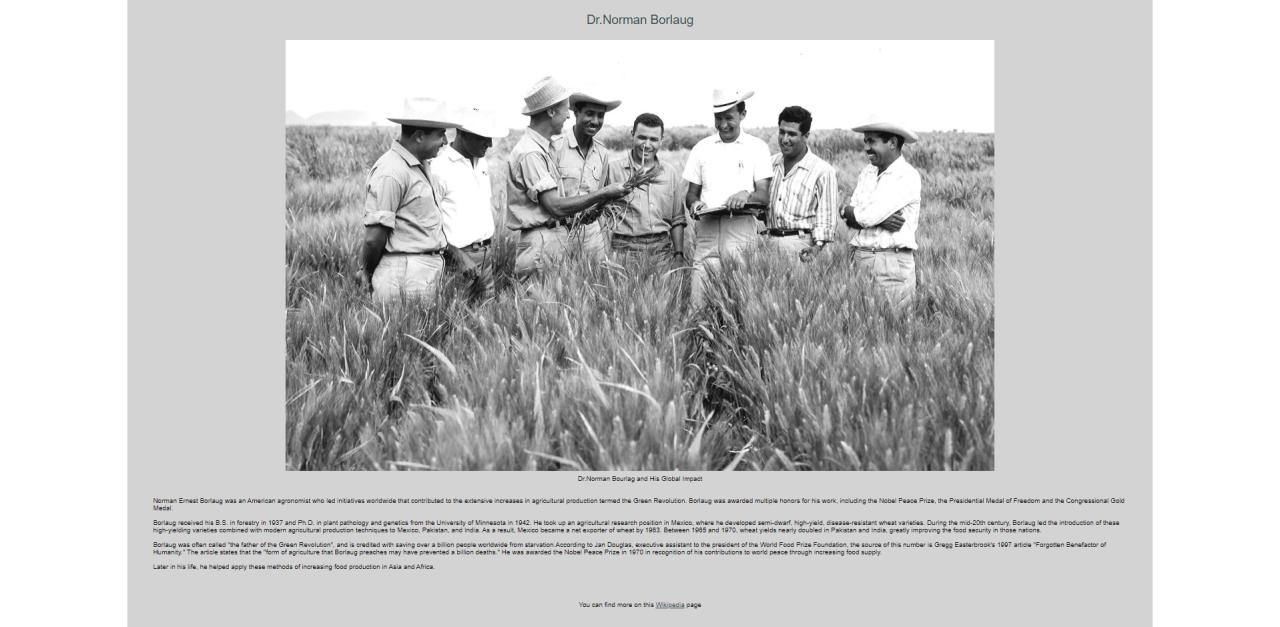 Dr.Norman Borlaug
Dr.Norman Bourlag and His Global Impact
Norman Ernest Borlaug was an American agronomist who led initiatives worldwide that contributed to the extensive increases in agricultural production termed the Green Revolution. Borlaug was awarded multiple honors for his work, including the Nobel Peace Prize, the Presidential Medal of Freedom and the Congressional Gold
Medal.
Borlaug received his B.S. in forestry in 1937 and Ph.D. in plant pathology and genetics from the University of Minnesota in 1942. He took up an agricultural research position in Mexico, where he developed semi-dwarf, high-yield, disease-resistant wheat varieties. During the mid-20th century, Borlaug led the introduction of these
high-yielding varieties combined with modern agricultural production techniques to Mexico, Pakistan, and India. As a result, Mexico became a net exporter of wheat by 1963. Between 1965 and 1970, wheat yields nearly doubled in Pakistan and India, greatly improving the food security in those nations.
Borlaug was often called "the father of the Green Revolution", and is credited with saving over a billion people worldwide from starvation.According to Jan Douglas, executive assistant to the president of the World Food Prize Foundation, the source of this number is Gregg Easterbrook's 1997 article "Forgotten Benefactor of
Humanity." The article states that the "form of agriculture that Borlaug preaches may have prevented a billion deaths." He was awarded the Nobel Peace Prize in 1970 in recognition of his contributions to world peace through increasing food supply.
Later in his life, he helped apply these methods of increasing food production in Asia and Africa.
You can find more on this Wikipedia page